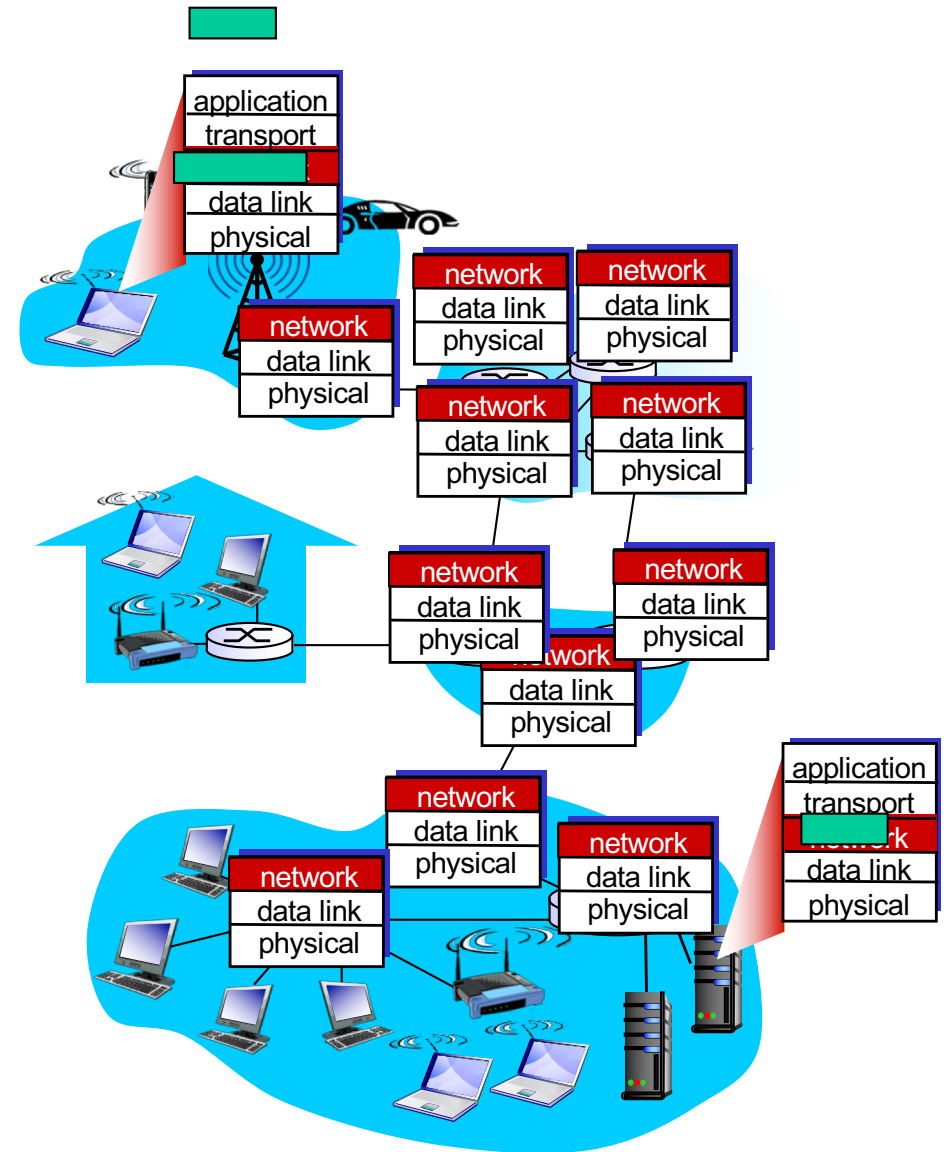 application
transport
data link
physical
network
data link
physical
network
data link
physical
network
data link
physical
network
data link
physical
network
data link
physical
network
data link
physical
network
data link
physical
network
data link
physical
application
transport
network
data link
physical
network
data link
physical
network
data link
physical
network
data link
physical